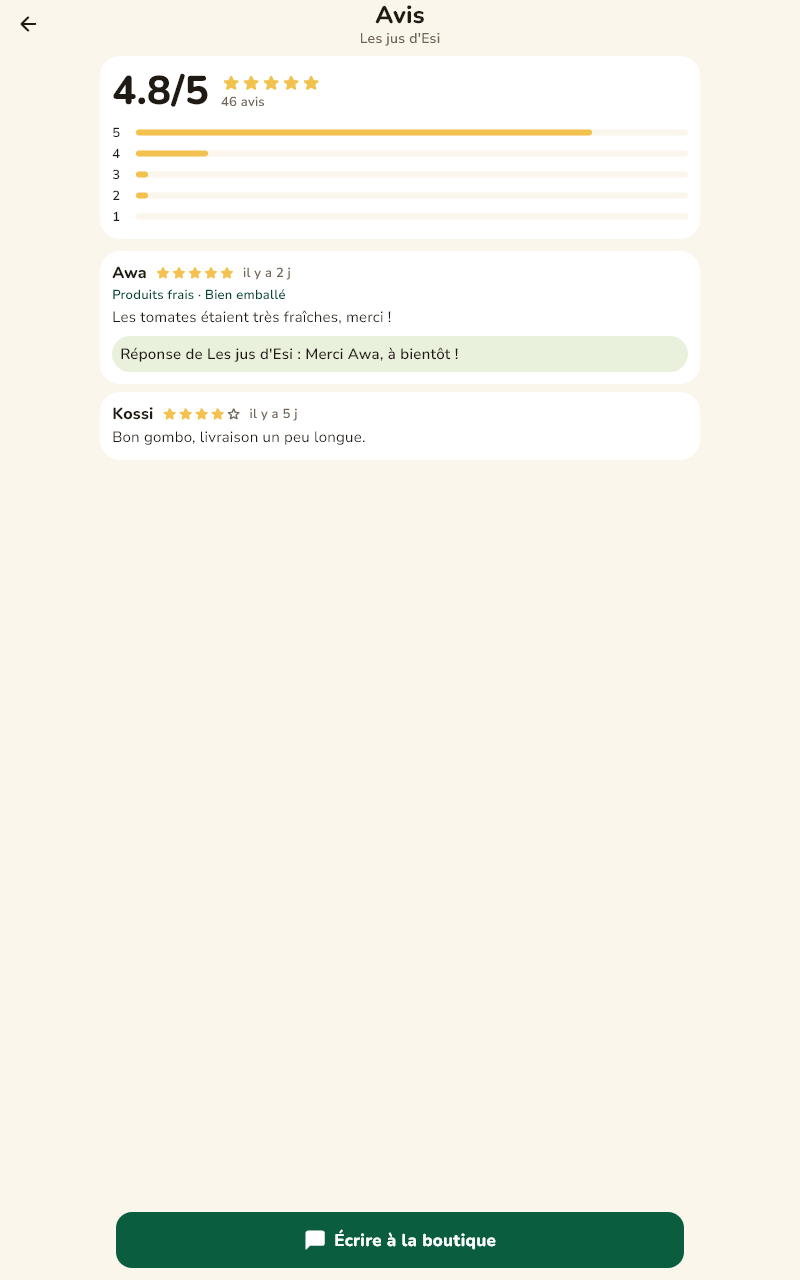 Avis
Les jus d'Esi
4.8/5
46 avis
5
4
3
2
1
Awa il y a 2 j
Produits frais · Bien emballé
Les tomates étaient très fraîches, merci !
Réponse de Les jus d'Esi : Merci Awa, à bientôt !
Kossi il y a 5 j
Bon gombo, livraison un peu longue.
Écrire à la boutique